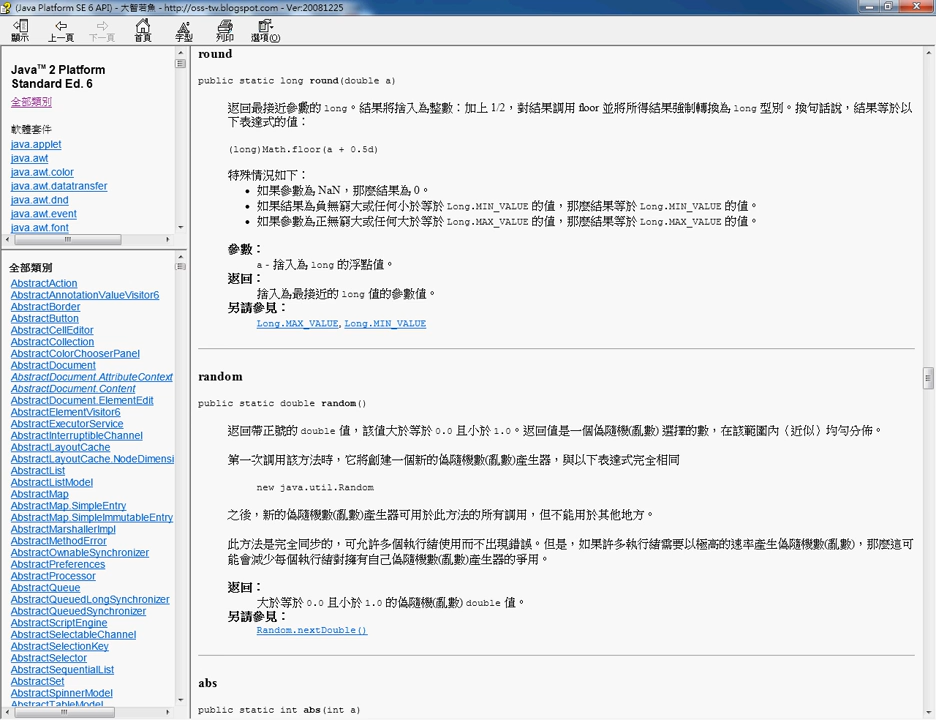 (Java Platform SE 6 API) - 大智若魚 - http://oss-tw.blogspot.com - Ver:20081225
顯示 上一頁 下一頁 首頁 字型 列印 選項(O)
Java™ 2 Platform
Standard Ed. 6
全部類別
軟體套件
java.applet
java.awt
java.awt.color
java.awt.datatransfer
java.awt.dnd
java.awt.event
java.awt.font
全部類別
AbstractAction
AbstractAnnotationValueVisitor6
AbstractBorder
AbstractButton
AbstractCellEditor
AbstractCollection
AbstractColorChooserPanel
AbstractDocument
AbstractDocument.AttributeContext
AbstractDocument.Content
AbstractDocument.ElementEdit
AbstractElementVisitor6
AbstractExecutorService
AbstractInterruptibleChannel
AbstractLayoutCache
AbstractLayoutCache.NodeDimensi
AbstractList
AbstractListModel
AbstractMap
AbstractMap.SimpleEntry
AbstractMap.SimpleImmutableEntry
AbstractMarshallerImpl
AbstractMethodError
AbstractOwnableSynchronizer
AbstractPreferences
AbstractProcessor
AbstractQueue
AbstractQueuedLongSynchronizer
AbstractQueuedSynchronizer
AbstractScriptEngine
AbstractSelectableChannel
AbstractSelectionKey
AbstractSelector
AbstractSequentialList
AbstractSet
AbstractSpinnerModel
AbstractTableModel
round
public static long round(double a)
返回最接近參數的 long。結果將捨入為整數：加上 1/2，對結果調用 floor 並將所得結果強制轉換為 long 型別。換句話說，結果等於以
下表達式的值：
(long)Math.floor(a + 0.5d)
特殊情況如下：
• 如果參數為 NaN，那麼結果為 0。
• 如果結果為負無窮大或任何小於等於 Long.MIN_VALUE 的值，那麼結果等於 Long.MIN_VALUE 的值。
• 如果參數為正無窮大或任何大於等於 Long.MAX_VALUE 的值，那麼結果等於 Long.MAX_VALUE 的值。
參數：
a - 捨入為 long 的浮點值。
返回：
捨入為最接近的 long 值的參數值。
另請參見：
Long.MAX_VALUE, Long.MIN_VALUE
random
public static double random()
返回帶正號的 double 值，該值大於等於 0.0 且小於 1.0。返回值是一個偽隨機(亂數) 選擇的數，在該範圍內（近似）均勻分佈。
第一次調用該方法時，它將創建一個新的偽隨機數(亂數)產生器，與以下表達式完全相同
new java.util.Random
之後，新的偽隨機數(亂數)產生器可用於此方法的所有調用，但不能用於其他地方。
此方法是完全同步的，可允許多個執行緒使用而不出現錯誤。但是，如果許多執行緒需要以極高的速率產生偽隨機數(亂數)，那麼這可
能會減少每個執行緒對擁有自己偽隨機數(亂數)產生器的爭用。
返回：
大於等於 0.0 且小於 1.0 的偽隨機(亂數) double 值。
另請參見：
Random.nextDouble()
abs
public static int abs(int a)